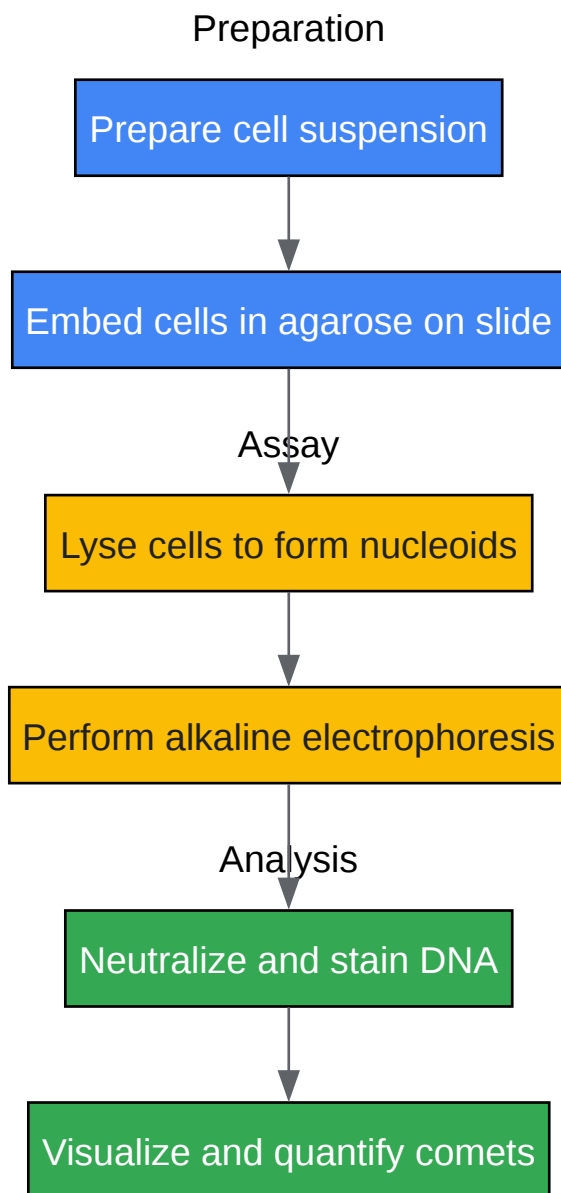 Preparation
Prepare cell suspension
Embed cells in agarose on slide
Assay
Lyse cells to form nucleoids
Perform alkaline electrophoresis
Analysis
Neutralize and stain DNA
Visualize and quantify comets